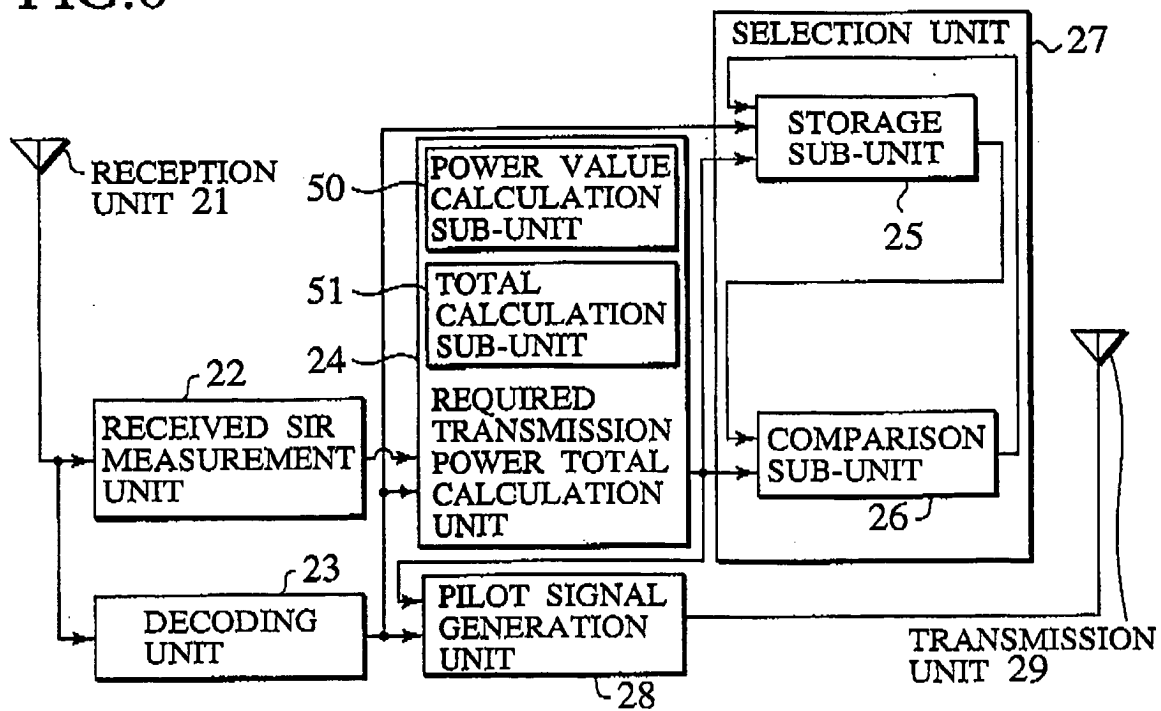 SELECTION UNIT
27
STORAGE
SUB-UNIT
25
RECEPTION
UNIT 21
50
POWER VALUE
CALCULATION
SUB-UNIT
51
TOTAL
CALCULATION
SUB-UNIT
24
REQUIRED
TRANSMISSION
POWER TOTAL
CALCULATION
UNIT
22
RECEIVED SIR
MEASUREMENT
UNIT
COMPARISON
SUB-UNIT
26
23
DECODING
UNIT
PILOT SIGNAL
GENERATION
UNIT
28
TRANSMISSION
UNIT 29